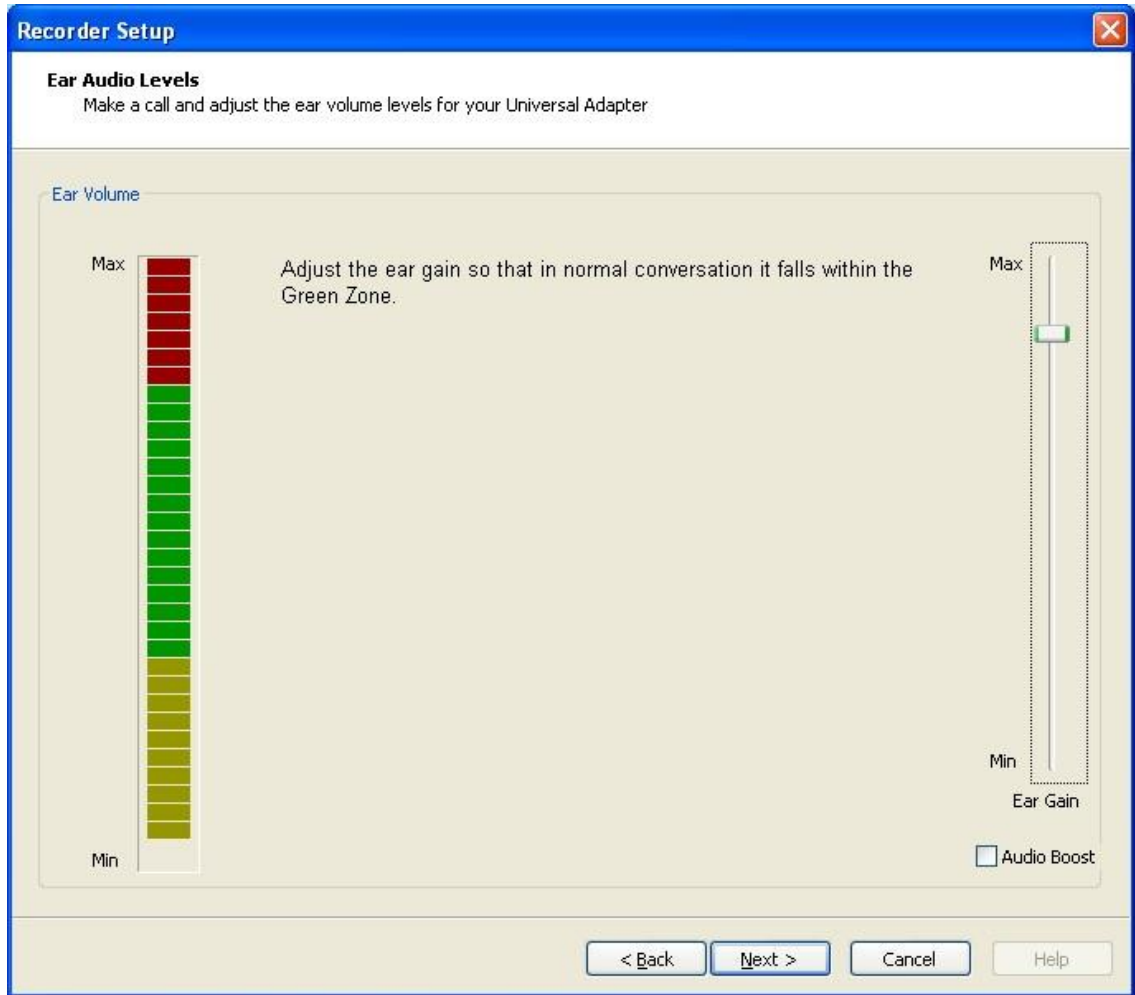 Recorder Setup
Ear Audio Levels
Make a call and adjust the ear volume levels for your Universal Adapter
Ear Volume
Max
Adjust the ear gain so that in normal conversation it falls within the
Green Zone.
Max
Min
Ear Gain
Min
Audio Boost
< Back
Next >
Cancel
Help